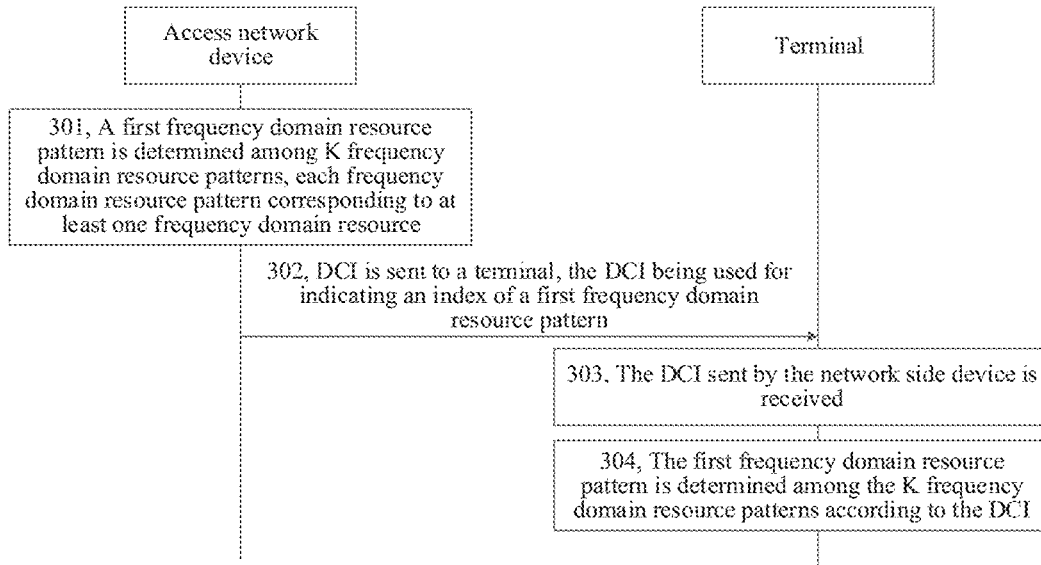 Access network
device
Terminal
301, A first frequency domain resource
pattern is determined among K frequency
domain resource patterns, each frequency
domain resource pattern corresponding to at
least one frequency domain resource
302, DCI is sent to a terminal, the DCI being used for
indicating an index of a first frequency domain
resource pattern
303, The DCI sent by the network side device is
received
304, The first frequency domain resource
pattern is determined among the K frequency
domain resource patterns according to the DCI